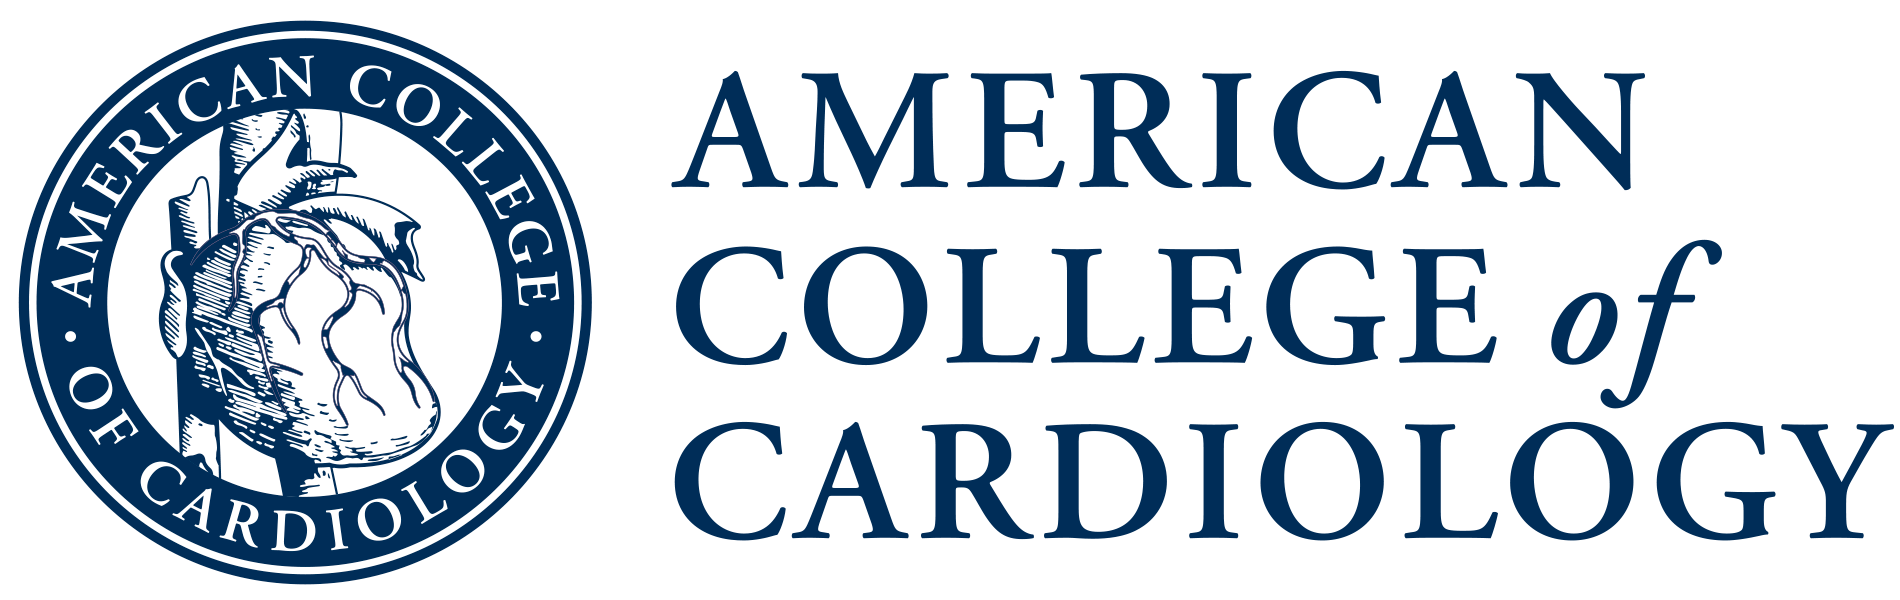 AMERICAN COLLEGE
· OF CARDIOLOGY ·
AMERICAN
COLLEGE of
CARDIOLOGY